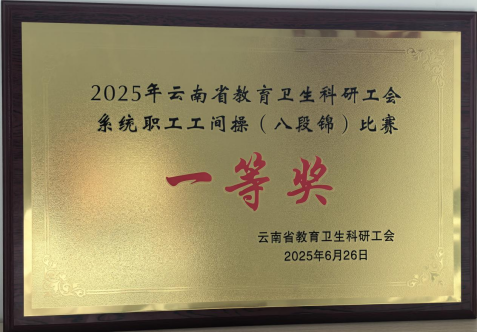 2025年云南省教育卫生科研工会
系统职工工间操（八段锦）比赛
一等奖
云南省教育卫生科研工会
2025年6月26日